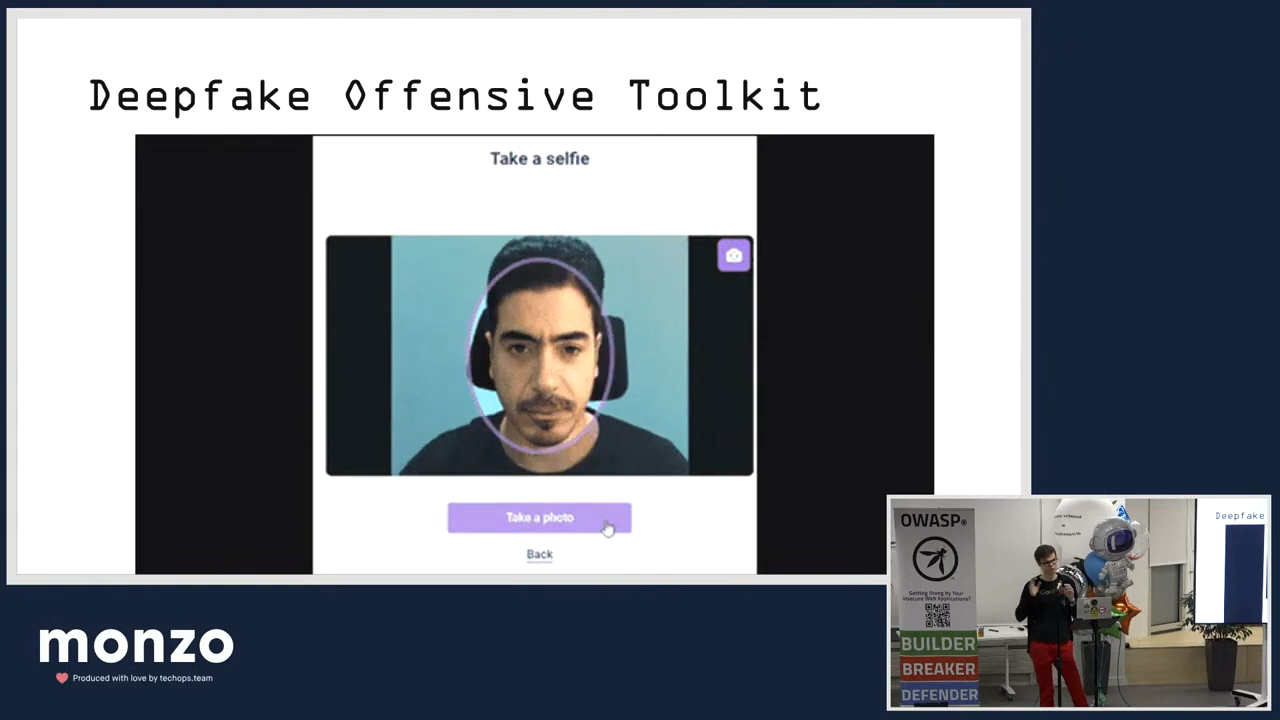 Deepfake Offensive Toolkit
Take a selfie
Take a photo
Back
monzo
Produced with love by techops.team
OWASP®
Getting Stung by Your
Insecure Web Applications?
BUILDER
BREAKER
DEFENDER
Deepfake